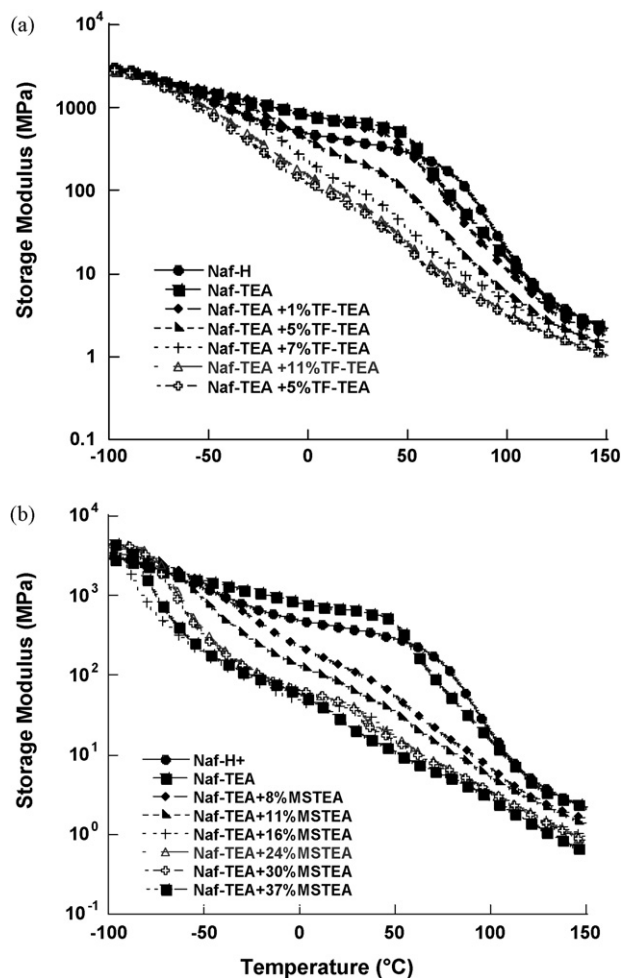 (a)
10⁴
1000
100
10
1
0.1
Storage Modulus (MPa)
Naf-H
Naf-TEA
Naf-TEA +1%TF-TEA
Naf-TEA +5%TF-TEA
Naf-TEA +7%TF-TEA
Naf-TEA +11%TF-TEA
Naf-TEA +5%TF-TEA
-100 -50 0 50 100 150
(b)
10⁴
10³
10²
10¹
10⁰
10⁻¹
Storage Modulus (MPa)
Naf-H+
Naf-TEA
Naf-TEA+8%MSTEA
Naf-TEA+11%MSTEA
Naf-TEA+16%MSTEA
Naf-TEA+24%MSTEA
Naf-TEA+30%MSTEA
Naf-TEA+37%MSTEA
-100 -50 0 50 100 150
Temperature (°C)